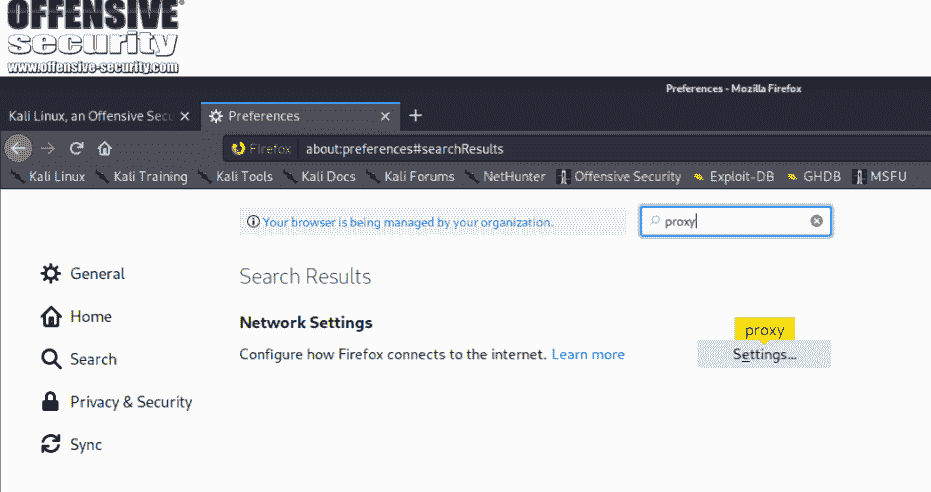 OFFENSIVE®
security
www.offensive-security.com
Preferences - Mozilla Firefox
Kali Linux, an Offensive Secu
Preferences
Firefox about:preferences#searchResults
Kali Linux Kali Training Kali Tools Kali Docs Kali Forums NetHunter Offensive Security Exploit-DB GHDB MSFU
Your browser is being managed by your organization.
proxy
General
Home
Search
Privacy & Security
Sync
Search Results
Network Settings
Configure how Firefox connects to the internet. Learn more
proxy
Settings...